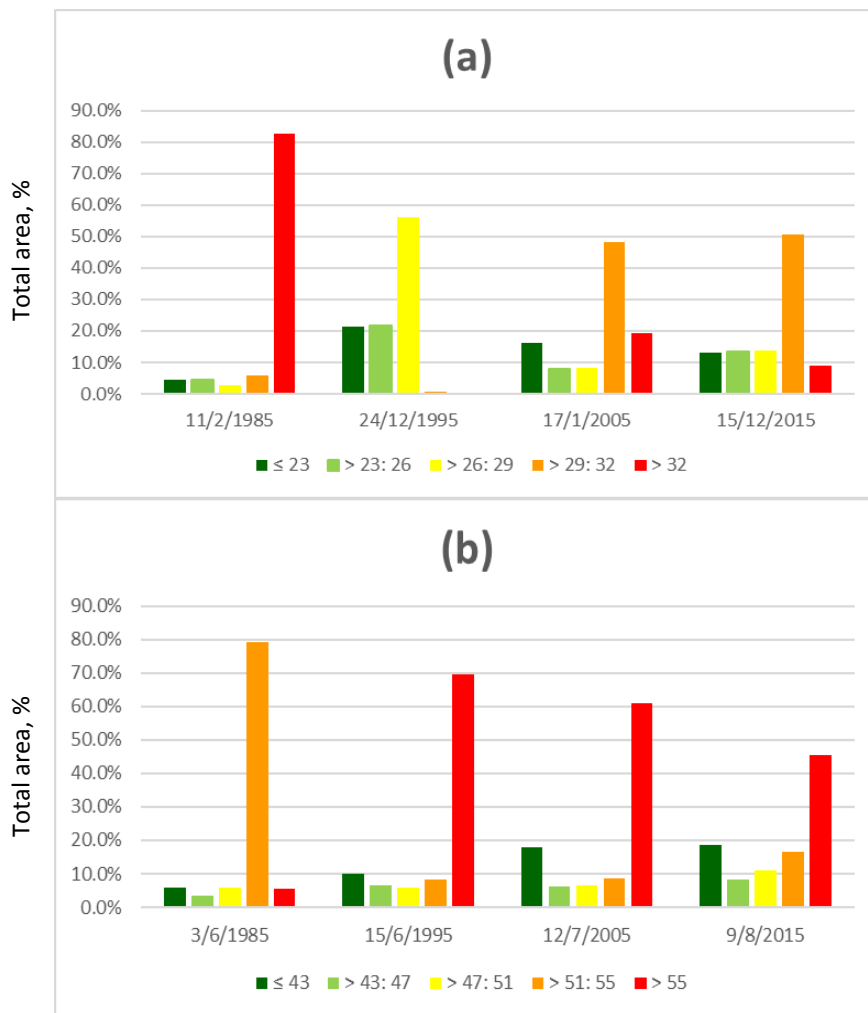 (a)
Total area, %
90.0%
80.0%
70.0%
60.0%
50.0%
40.0%
30.0%
20.0%
10.0%
0.0%
11/2/1985 24/12/1995 17/1/2005 15/12/2015
≤ 23 > 23: 26 > 26: 29 > 29: 32 > 32
(b)
Total area, %
90.0%
80.0%
70.0%
60.0%
50.0%
40.0%
30.0%
20.0%
10.0%
0.0%
3/6/1985 15/6/1995 12/7/2005 9/8/2015
≤ 43 > 43: 47 > 47: 51 > 51: 55 > 55